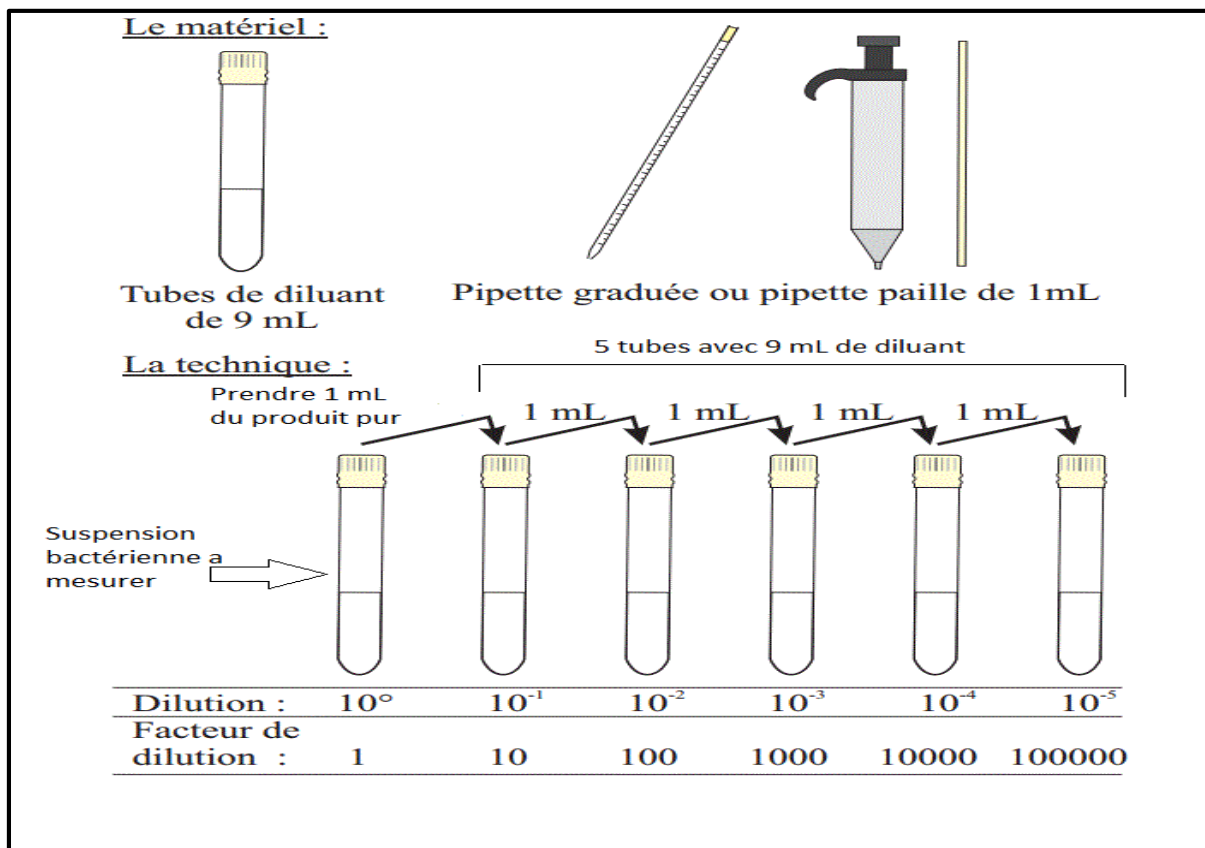 Le matériel :
Tubes de diluant
de 9 mL
Pipette graduée ou pipette paille de 1mL
La technique :
5 tubes avec 9 mL de diluant
Prendre 1 mL
du produit pur
1 mL 1 mL 1 mL 1 mL
Suspension
bactérienne a
mesurer
Dilution : 10° 10⁻¹ 10⁻² 10⁻³ 10⁻⁴ 10⁻⁵
Facteur de
dilution : 1 10 100 1000 10000 100000